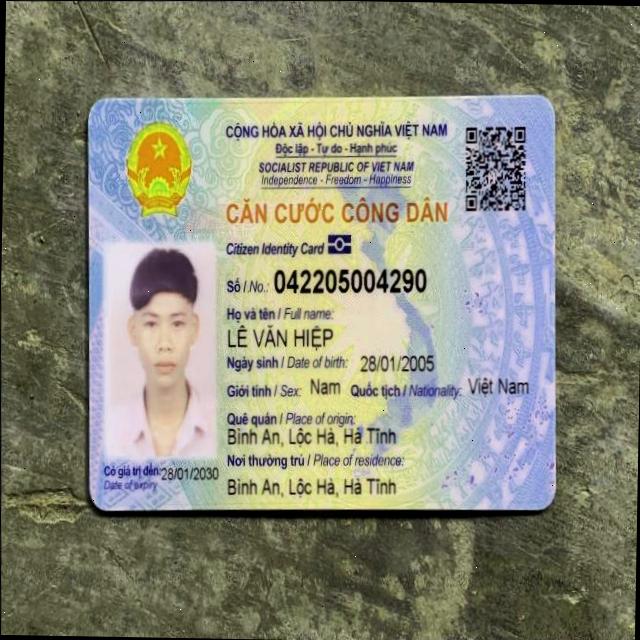 CỘNG HÒA XÃ HỘI CHỦ NGHĨA VIỆT NAM
Độc lập - Tự do - Hạnh phúc
SOCIALIST REPUBLIC OF VIET NAM
Independence - Freedom - Happiness
CĂN CƯỚC CÔNG DÂN
Citizen Identity Card
Số / No.: 042205004290
Họ và tên / Full name:
LÊ VĂN HIỆP
Ngày sinh / Date of birth: 28/01/2005
Giới tính / Sex: Nam Quốc tịch / Nationality: Việt Nam
Quê quán / Place of origin:
Bình An, Lộc Hà, Hà Tĩnh
Nơi thường trú / Place of residence:
Bình An, Lộc Hà, Hà Tĩnh
Có giá trị đến: 28/01/2030
Date of expiry